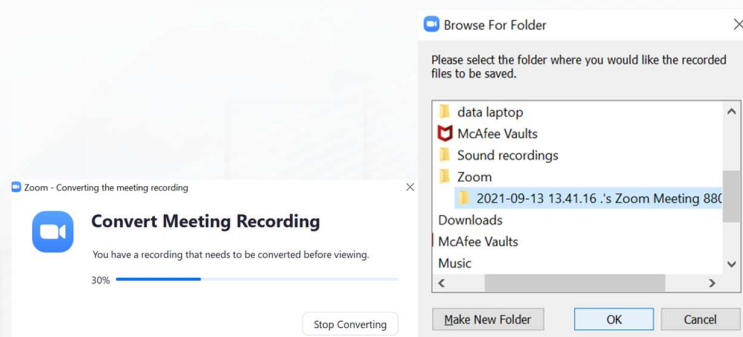 Zoom - Converting the meeting recording
Convert Meeting Recording
You have a recording that needs to be converted before viewing.
30%
Stop Converting
Browse For Folder
Please select the folder where you would like the recorded
files to be saved.
data laptop
McAfee Vaults
Sound recordings
Zoom
2021-09-13 13.41.16 .'s Zoom Meeting 880
Downloads
McAfee Vaults
Music
Make New Folder
OK
Cancel